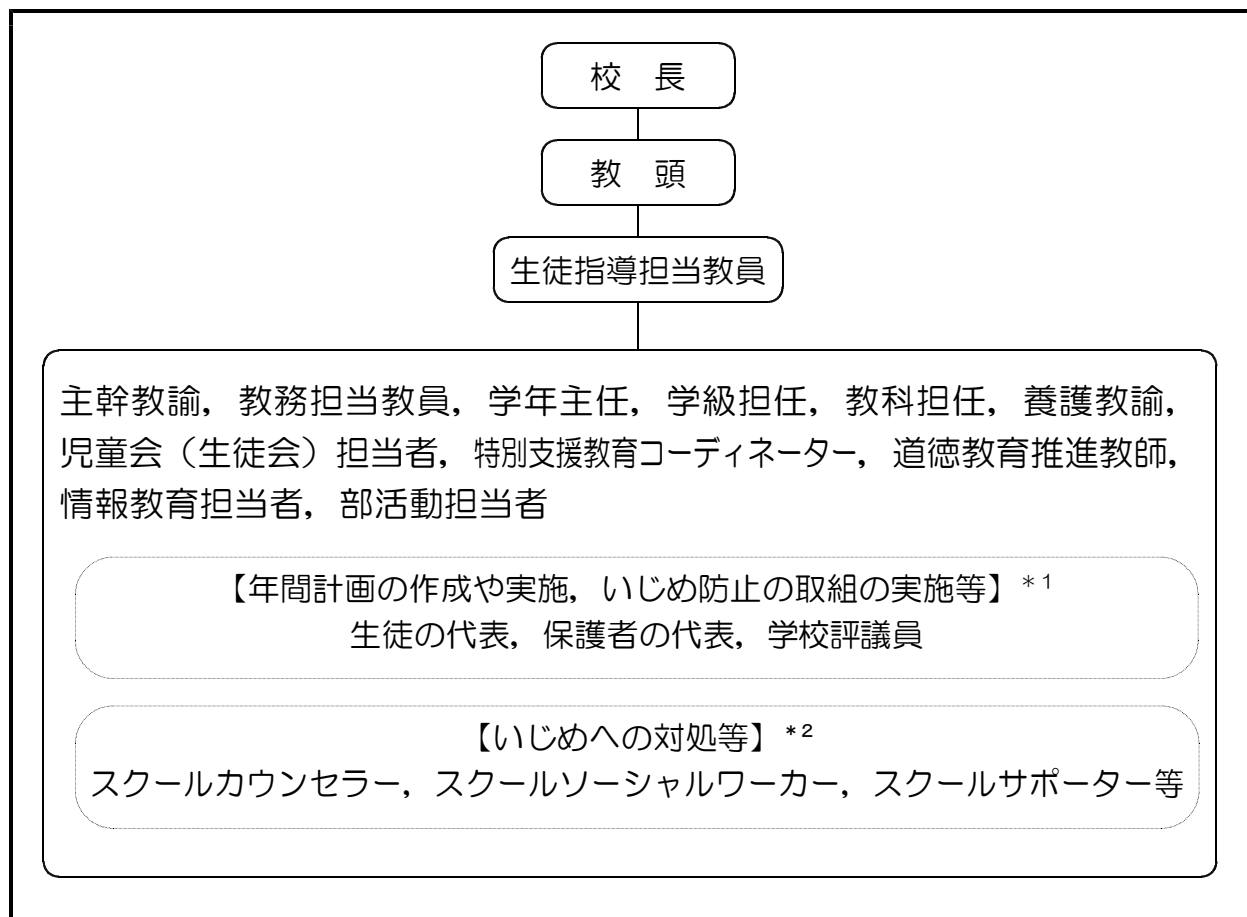 校　長
教　頭
生徒指導担当教員
主幹教諭，教務担当教員，学年主任，学級担任，教科担任，養護教諭，
児童会（生徒会）担当者，特別支援教育コーディネーター，道徳教育推進教師，
情報教育担当者，部活動担当者
【年間計画の作成や実施，いじめ防止の取組の実施等】＊１
生徒の代表，保護者の代表，学校評議員
【いじめへの対処等】＊２
スクールカウンセラー，スクールソーシャルワーカー，スクールサポーター等